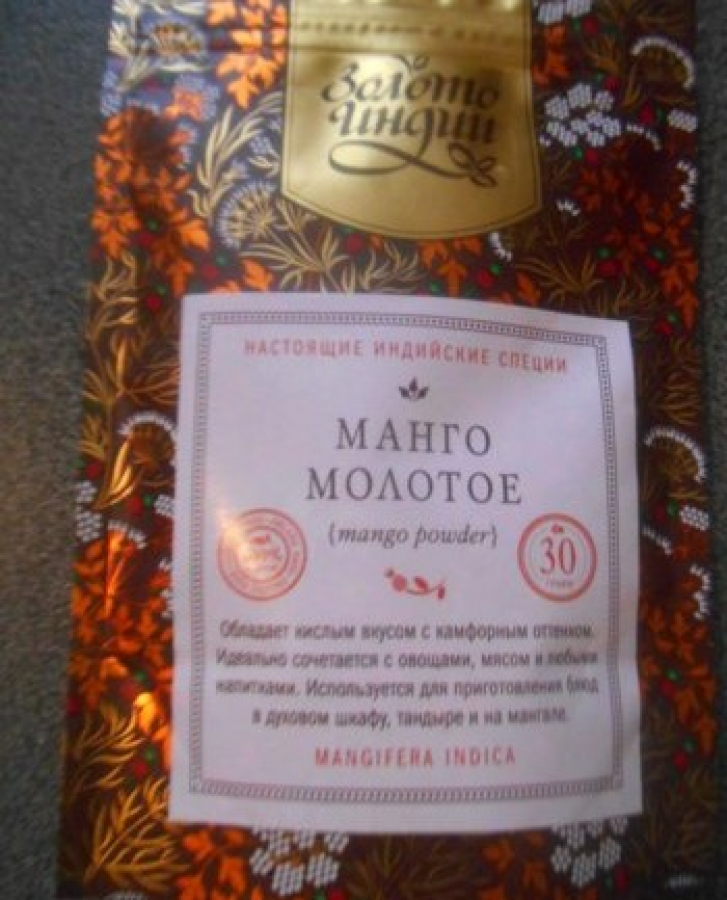 Золото
Индии
НАСТОЯЩИЕ ИНДИЙСКИЕ СПЕЦИИ
МАНГО
МОЛОТОЕ
{mango powder}
30
грамм
Обладает кислым вкусом с камфорным оттенком.
Идеально сочетается с овощами, мясом и любыми
напитками. Используется для приготовления блюд
в духовом шкафу, тандыре и на мангале.
MANGIFERA INDICA